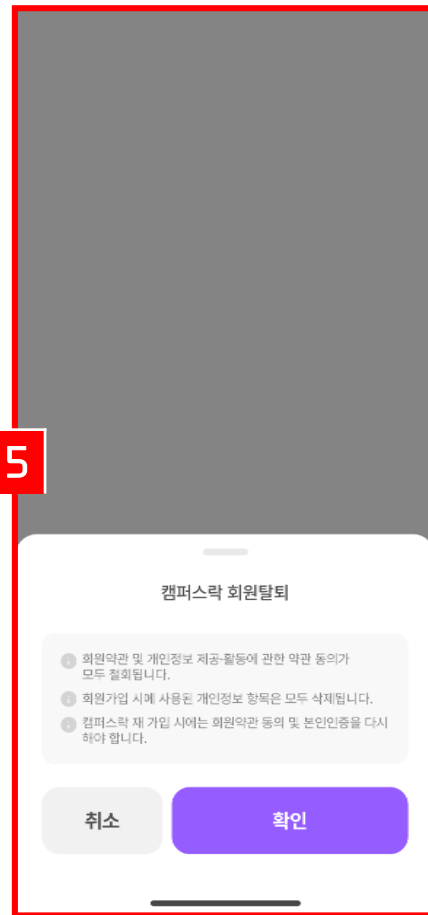 5
캠퍼스락 회원탈퇴
회원약관 및 개인정보 제공·활동에 관한 약관 동의가
모두 철회됩니다.
회원가입 시에 사용된 개인정보 항목은 모두 삭제됩니다.
캠퍼스락 재 가입 시에는 회원약관 동의 및 본인인증을 다시
해야 합니다.
취소 확인